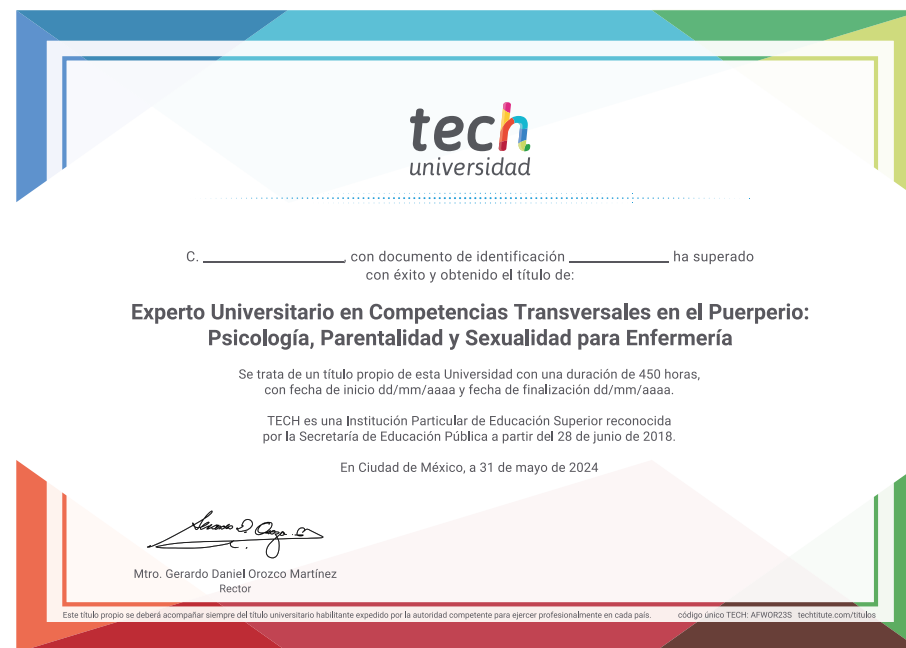 tech
universidad
C. ____________, con documento de identificación ____________ ha superado
con éxito y obtenido el título de:
Experto Universitario en Competencias Transversales en el Puerperio:
Psicología, Parentalidad y Sexualidad para Enfermería
Se trata de un título propio de esta Universidad con una duración de 450 horas,
con fecha de inicio dd/mm/aaaa y fecha de finalización dd/mm/aaaa.
TECH es una Institución Particular de Educación Superior reconocida
por la Secretaría de Educación Pública a partir del 28 de junio de 2018.
En Ciudad de México, a 31 de mayo de 2024
Mtro. Gerardo Daniel Orozco Martínez
Rector
Este título propio se deberá acompañar siempre del título universitario habilitante expedido por la autoridad competente para ejercer profesionalmente en cada país. código único TECH: AFWOR23S techtitute.com/titulos